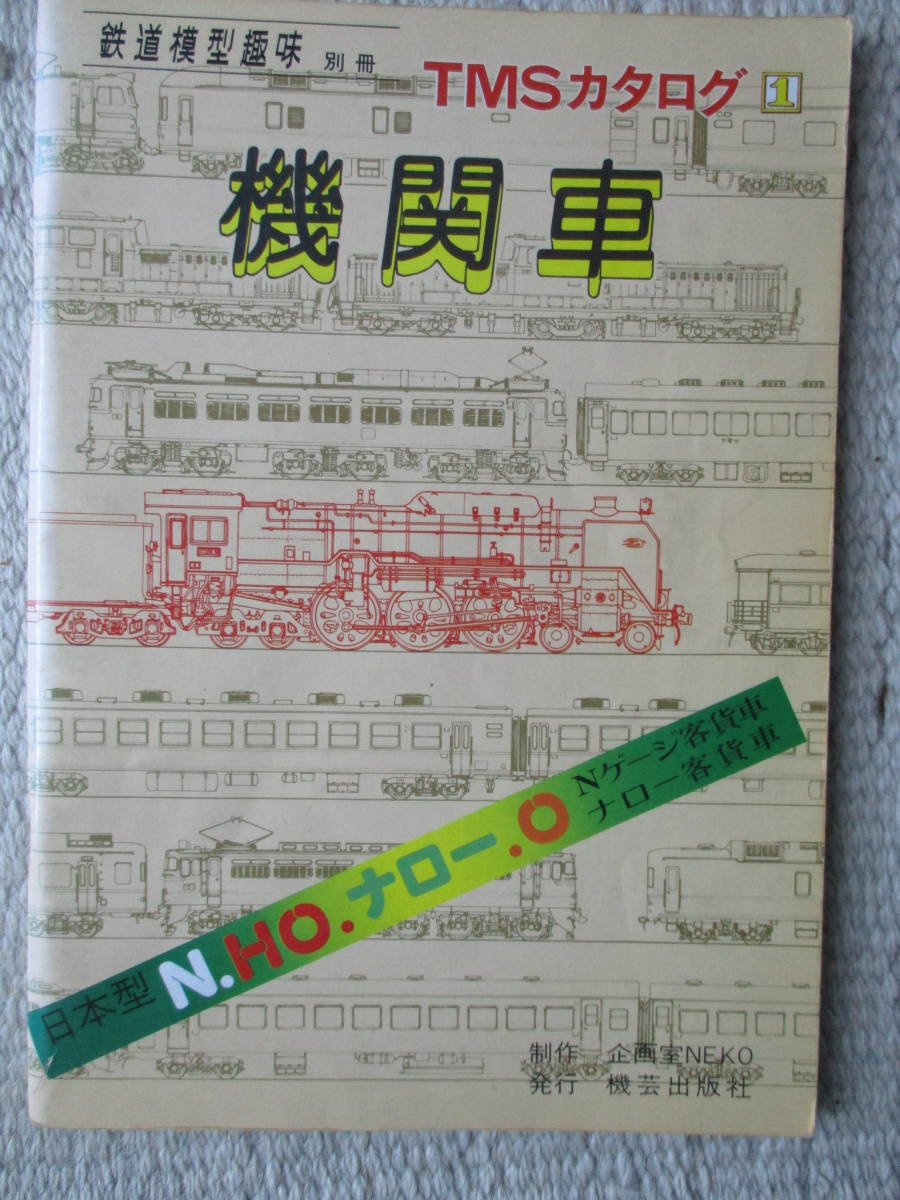 鉄道模型趣味 別冊
TMSカタログ 1
機関車
日本型 N.HO.ナロー.O
Nゲージ客貨車
ナロー客貨車
制作 企画室NEKO
発行 機芸出版社